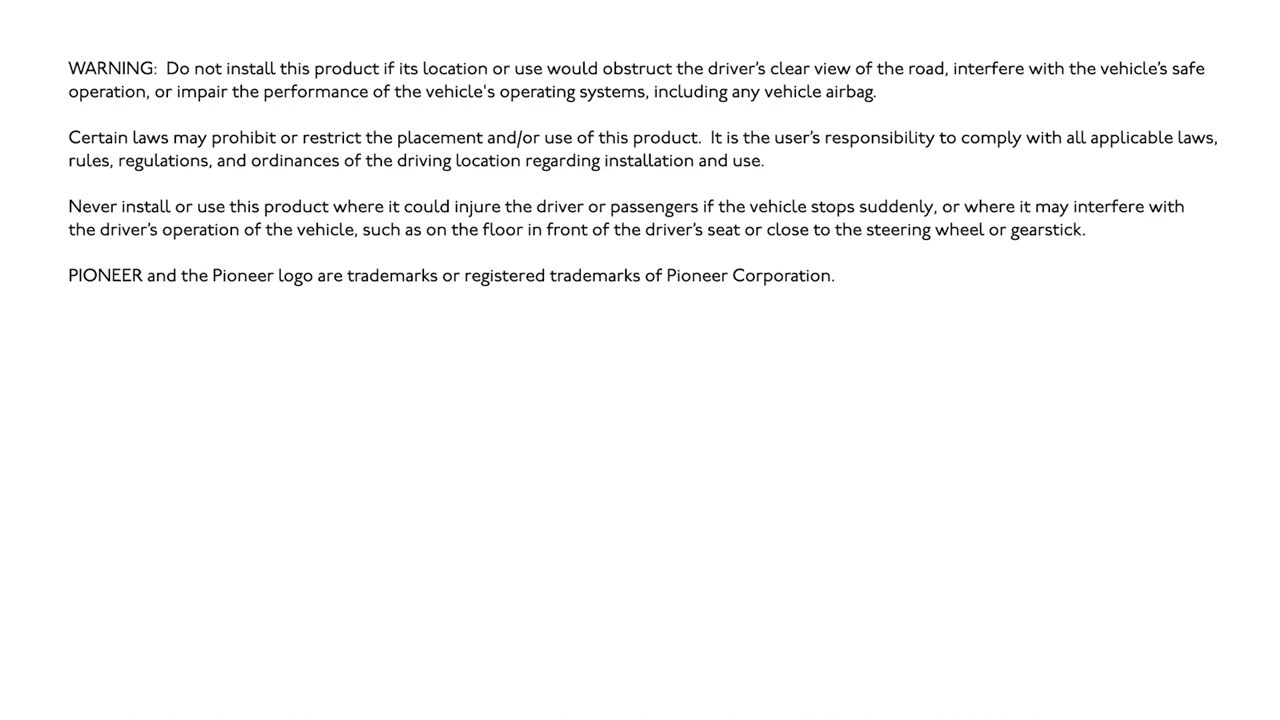 WARNING:  Do not install this product if its location or use would obstruct the driver’s clear view of the road, interfere with the vehicle’s safe
operation, or impair the performance of the vehicle's operating systems, including any vehicle airbag.
Certain laws may prohibit or restrict the placement and/or use of this product.  It is the user’s responsibility to comply with all applicable laws,
rules, regulations, and ordinances of the driving location regarding installation and use.
Never install or use this product where it could injure the driver or passengers if the vehicle stops suddenly, or where it may interfere with
the driver’s operation of the vehicle, such as on the floor in front of the driver’s seat or close to the steering wheel or gearstick.
PIONEER and the Pioneer logo are trademarks or registered trademarks of Pioneer Corporation.